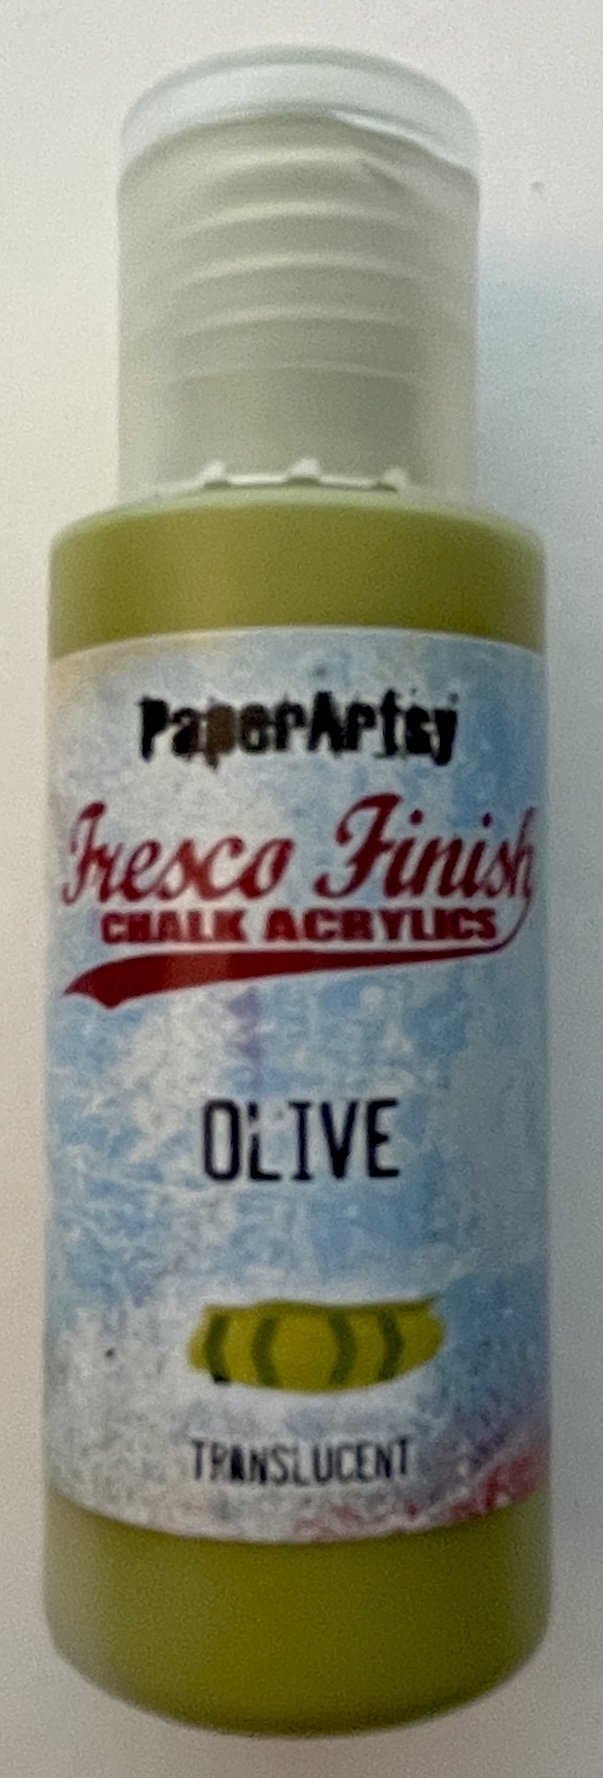 PaperArtsy
Fresco Finish
CHALK ACRYLICS
OLIVE
TRANSLUCENT